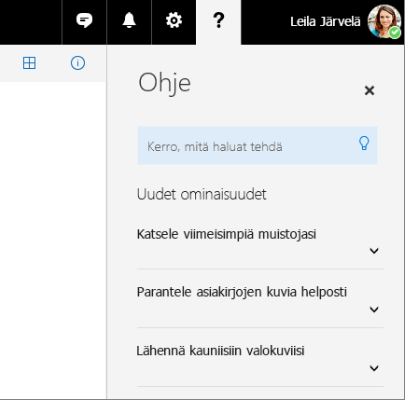 Leila Järvelä
Ohje
Kerro, mitä haluat tehdä
Uudet ominaisuudet
Katsele viimeisimpiä muistojasi
Parantele asiakirjojen kuvia helposti
Lähennä kauniisiin valokuviisi